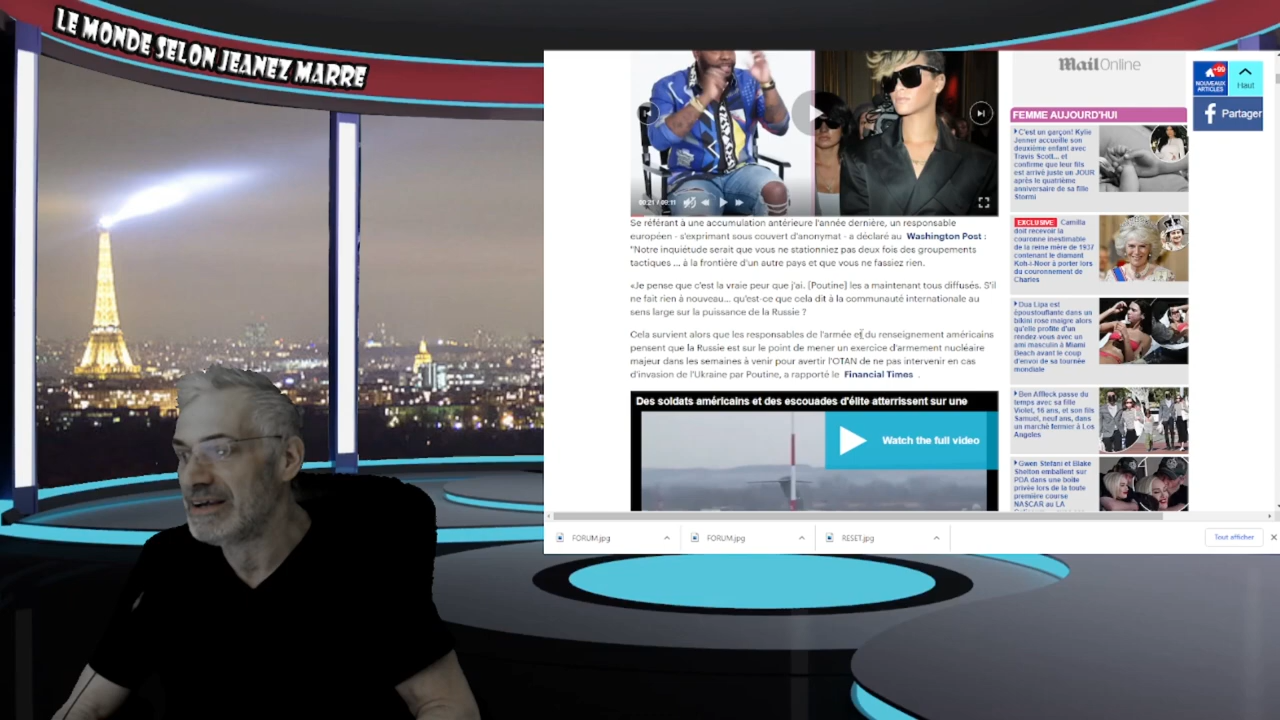 LE MONDE SELON JEANEZ MARRE
Mail Online
+99
NOUVEAUX
ARTICLES
Haut
Partager
00:21 / 09:11
Se référant à une accumulation antérieure l'année dernière, un responsable
européen - s'exprimant sous couvert d'anonymat - a déclaré au Washington Post :
"Notre inquiétude serait que vous ne stationniez pas deux fois des groupements
tactiques ... à la frontière d'un autre pays et que vous ne fassiez rien.
«Je pense que c'est la vraie peur que j'ai. [Poutine] les a maintenant tous diffusés. S'il
ne fait rien à nouveau... qu'est-ce que cela dit à la communauté internationale au
sens large sur la puissance de la Russie ?
Cela survient alors que les responsables de l'armée et du renseignement américains
pensent que la Russie est sur le point de mener un exercice d'armement nucléaire
majeur dans les semaines à venir pour avertir l'OTAN de ne pas intervenir en cas
d'invasion de l'Ukraine par Poutine, a rapporté le Financial Times .
Des soldats américains et des escouades d'élite atterrissent sur une
Watch the full video
FEMME AUJOURD'HUI
C'est un garçon! Kylie
Jenner accueille son
deuxième enfant avec
Travis Scott... et
confirme que leur fils
est arrivé juste un JOUR
après le quatrième
anniversaire de sa fille
Stormi
EXCLUSIVE Camilla
doit recevoir la
couronne inestimable
de la reine mère de 1937
contenant le diamant
Koh-i-Noor à porter lors
du couronnement de
Charles
Dua Lipa est
époustouflante dans un
bikini rose maigre alors
qu'elle profite d'un
rendez-vous avec un
ami masculin à Miami
Beach avant le coup
d'envoi de sa tournée
mondiale
Ben Affleck passe du
temps avec sa fille
Violet, 16 ans, et son fils
Samuel, neuf ans, dans
un marché fermier à Los
Angeles
Gwen Stefani et Blake
Shelton emballent sur
PDA dans une boîte
privée lors de la toute
première course
NASCAR au LA
FORUM.jpg
FORUM.jpg
RESET.jpg
Tout afficher